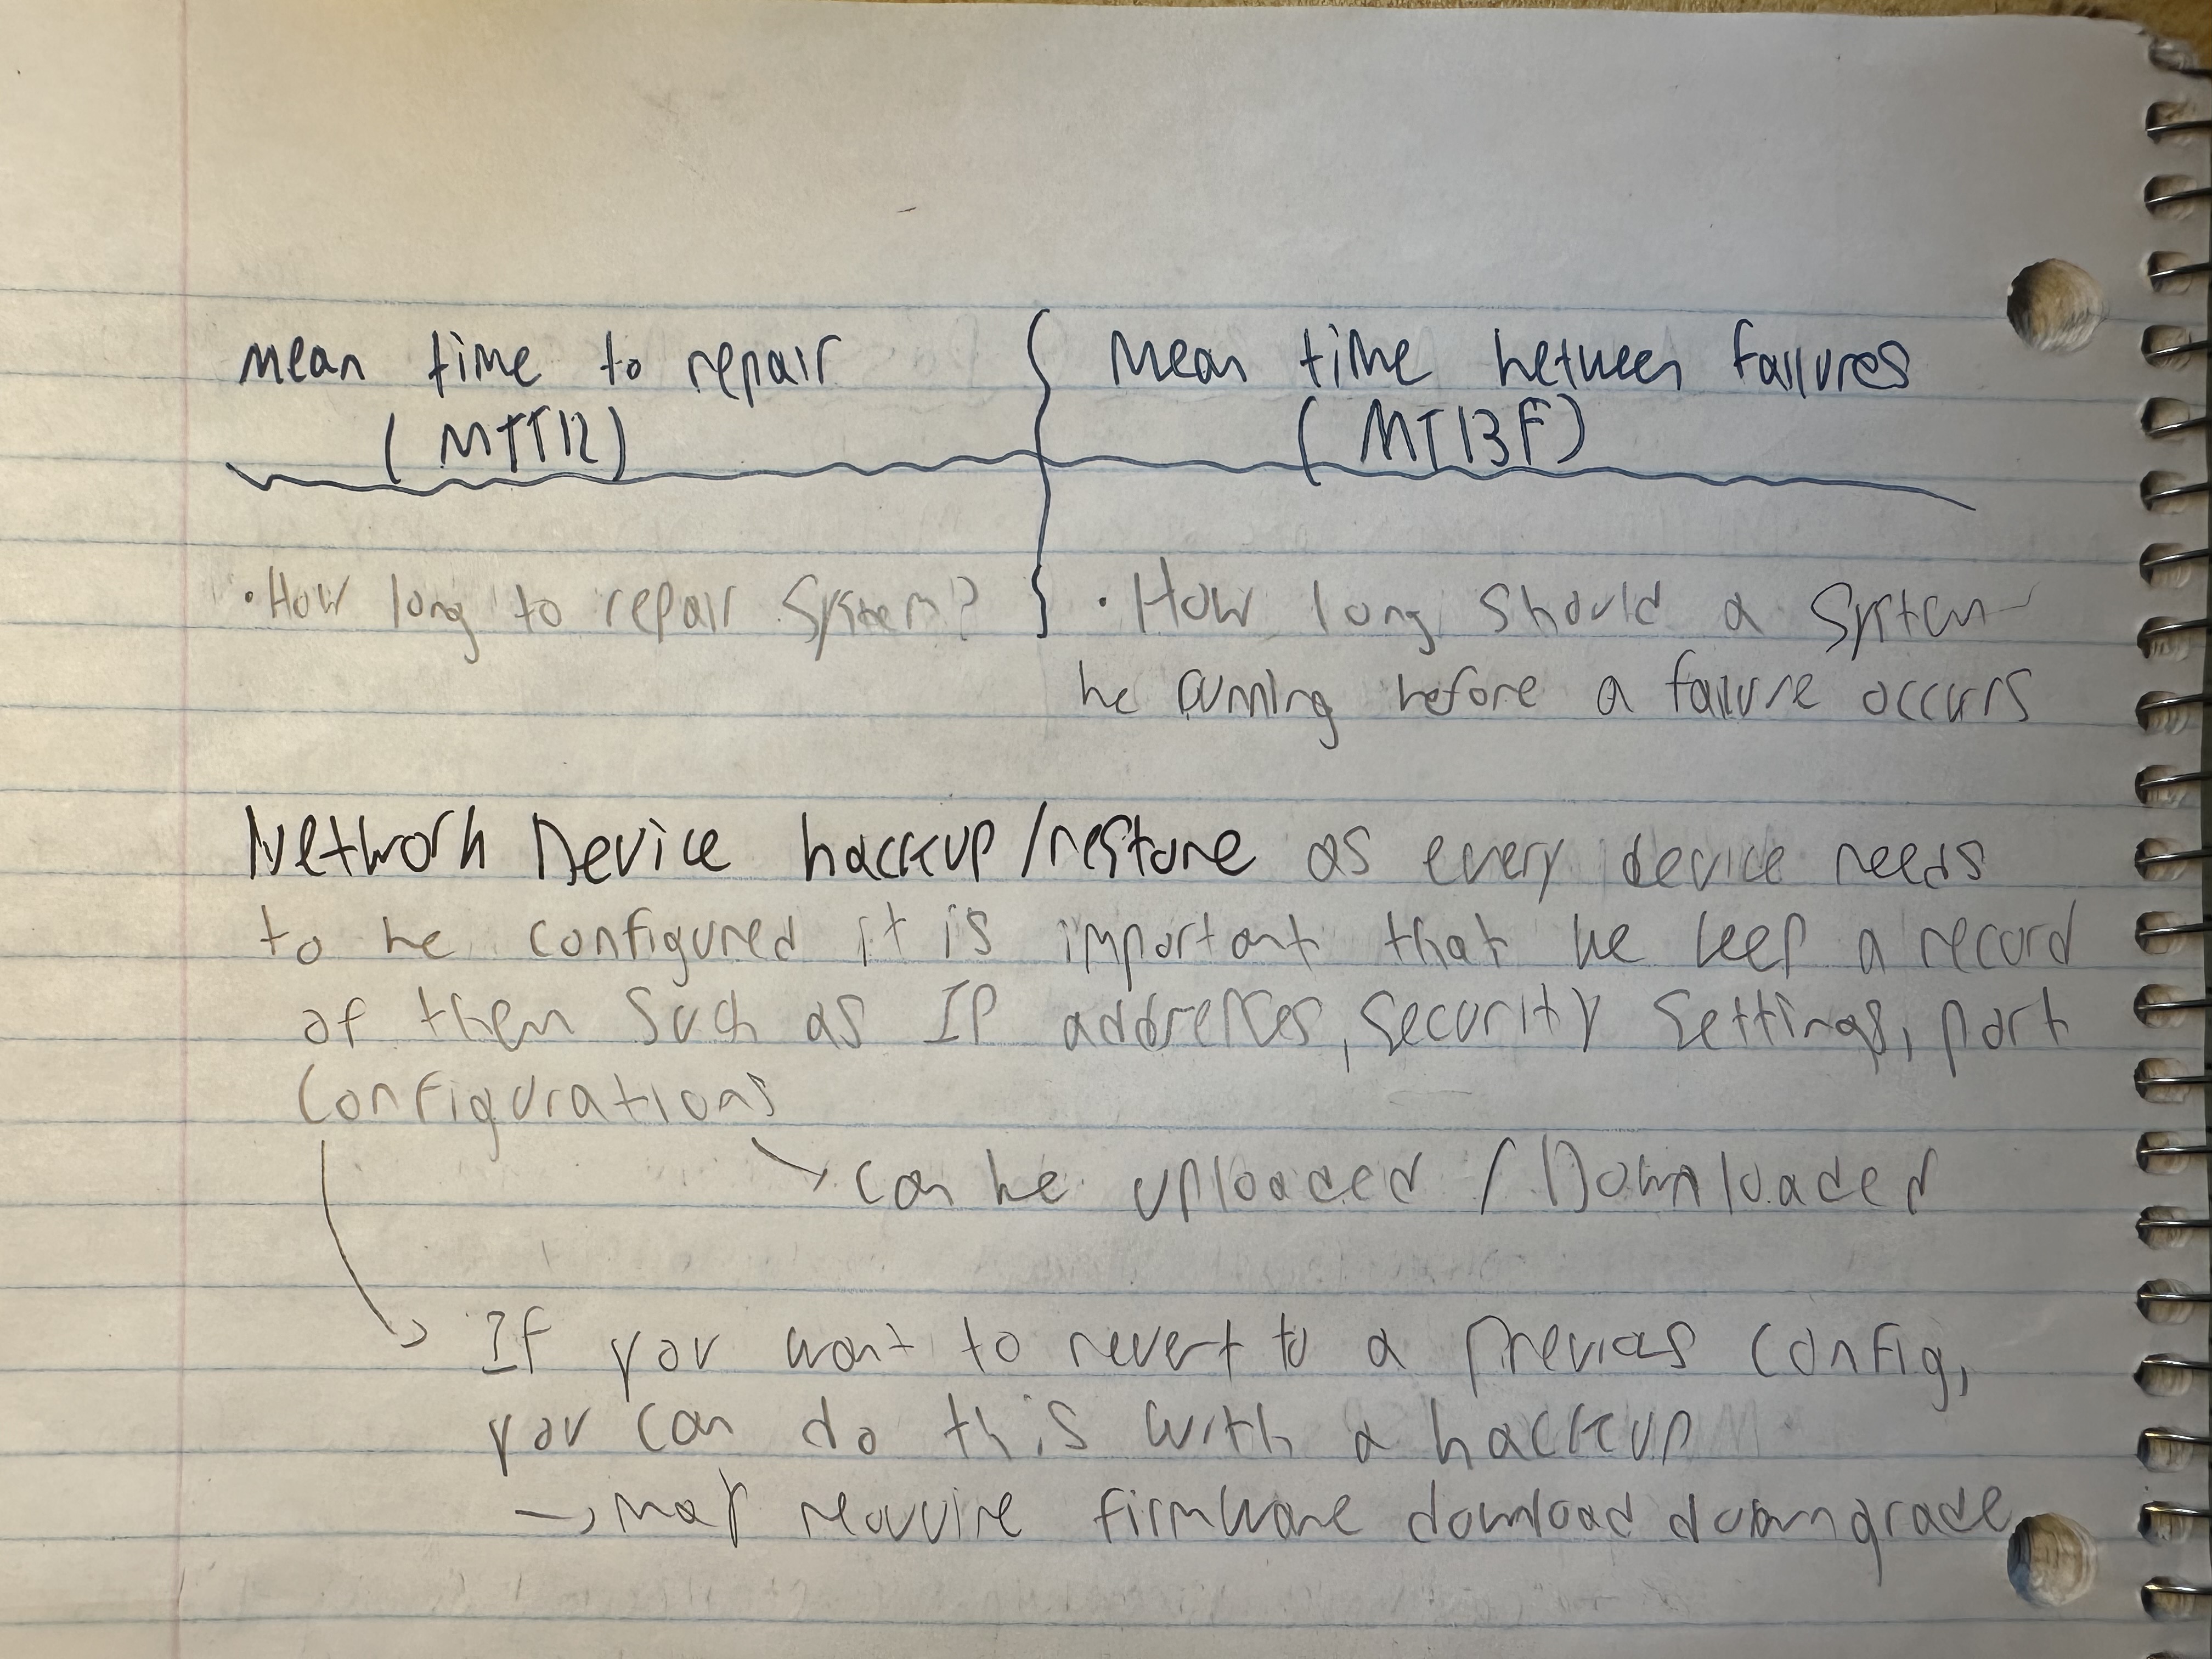 mean time to repair
(MTTR)
Mean time between failures
(MTBF)
·How long to repair System?
·How long should a System
be running before a failure occurs
Network Device backup/restore as every device needs
to be configured it is important that we keep a record
of them such as IP addresses, security settings, port
configurations
can be uploaded / Downloaded
If you want to revert to a previous config,
you can do this with a backup
→ may require firmware download downgrade